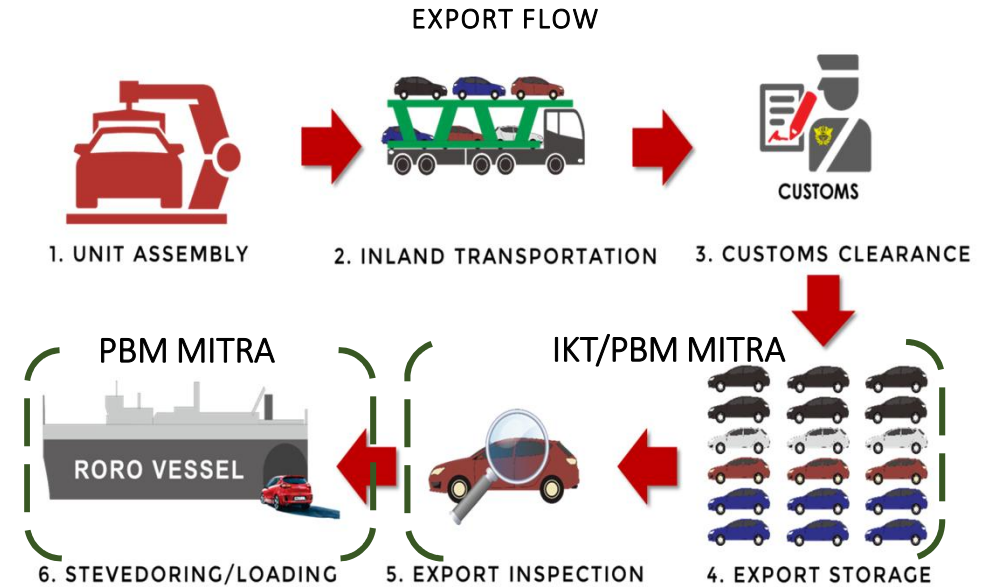 EXPORT FLOW
CUSTOMS
1. UNIT ASSEMBLY
2. INLAND TRANSPORTATION
3. CUSTOMS CLEARANCE
PBM MITRA
IKT/PBM MITRA
RORO VESSEL
6. STEVEDORING/LOADING
5. EXPORT INSPECTION
4. EXPORT STORAGE